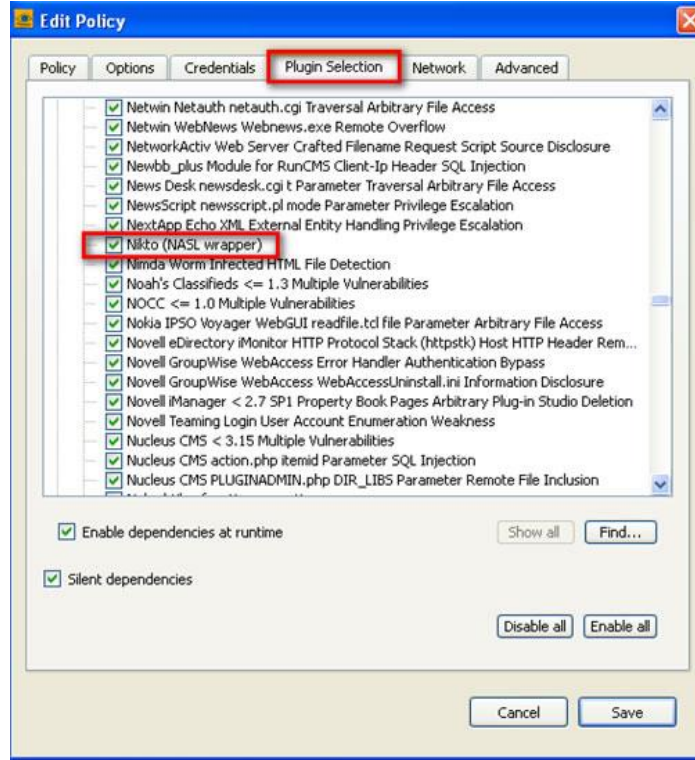 Edit Policy
Policy
Options
Credentials
Plugin Selection
Network
Advanced
Netwin Netauth netauth.cgi Traversal Arbitrary File Access
Netwin WebNews Webnews.exe Remote Overflow
NetworkActiv Web Server Crafted Filename Request Script Source Disclosure
Newbb_plus Module for RunCMS Client-Ip Header SQL Injection
News Desk newsdesk.cgi t Parameter Traversal Arbitrary File Access
NewsScript newsscript.pl mode Parameter Privilege Escalation
NextApp Echo XML External Entity Handling Privilege Escalation
Nikto (NASL wrapper)
Nimda Worm Infected HTML File Detection
Noah's Classifieds <= 1.3 Multiple Vulnerabilities
NOCC <= 1.0 Multiple Vulnerabilities
Nokia IPSO Voyager WebGUI readfile.tcl file Parameter Arbitrary File Access
Novell eDirectory iMonitor HTTP Protocol Stack (httpstk) Host HTTP Header Rem...
Novell GroupWise WebAccess Error Handler Authentication Bypass
Novell GroupWise WebAccess WebAccessUninstall.ini Information Disclosure
Novell iManager < 2.7 SP1 Property Book Pages Arbitrary Plug-in Studio Deletion
Novell Teaming Login User Account Enumeration Weakness
Nucleus CMS < 3.15 Multiple Vulnerabilities
Nucleus CMS action.php itemid Parameter SQL Injection
Nucleus CMS PLUGINADMIN.php DIR_LIBS Parameter Remote File Inclusion
Enable dependencies at runtime
Show all
Find...
Silent dependencies
Disable all
Enable all
Cancel
Save